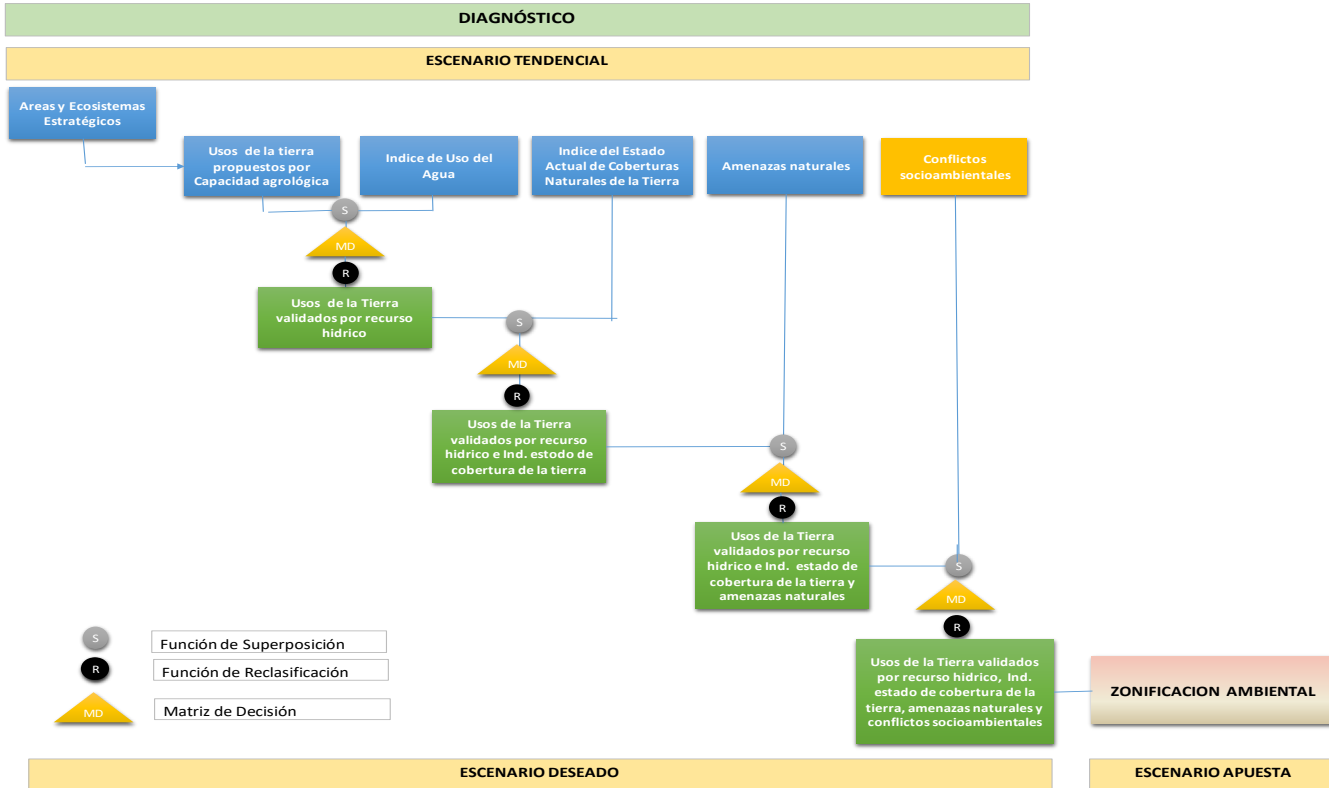 DIAGNÓSTICO
ESCENARIO TENDENCIAL
Areas y Ecosistemas
Estratégicos
Usos de la tierra
propuestos por
Capacidad agrológica
Indice de Uso del
Agua
Indice del Estado
Actual de Coberturas
Naturales de la Tierra
Amenazas naturales
Conflictos
socioambientales
S
MD
R
Usos de la Tierra
validados por recurso
hidrico
S
MD
R
Usos de la Tierra
validados por recurso
hidrico e Ind. estodo de
cobertura de la tierra
S
MD
R
Usos de la Tierra
validados por recurso
hidrico e Ind. estado de
cobertura de la tierra y
amenazas naturales
S
MD
R
Usos de la Tierra validados
por recurso hidrico, Ind.
estado de cobertura de la
tierra, amenazas naturales y
conflictos socioambientales
ZONIFICACION AMBIENTAL
S
Función de Superposición
R
Función de Reclasificación
MD
Matriz de Decisión
ESCENARIO DESEADO
ESCENARIO APUESTA